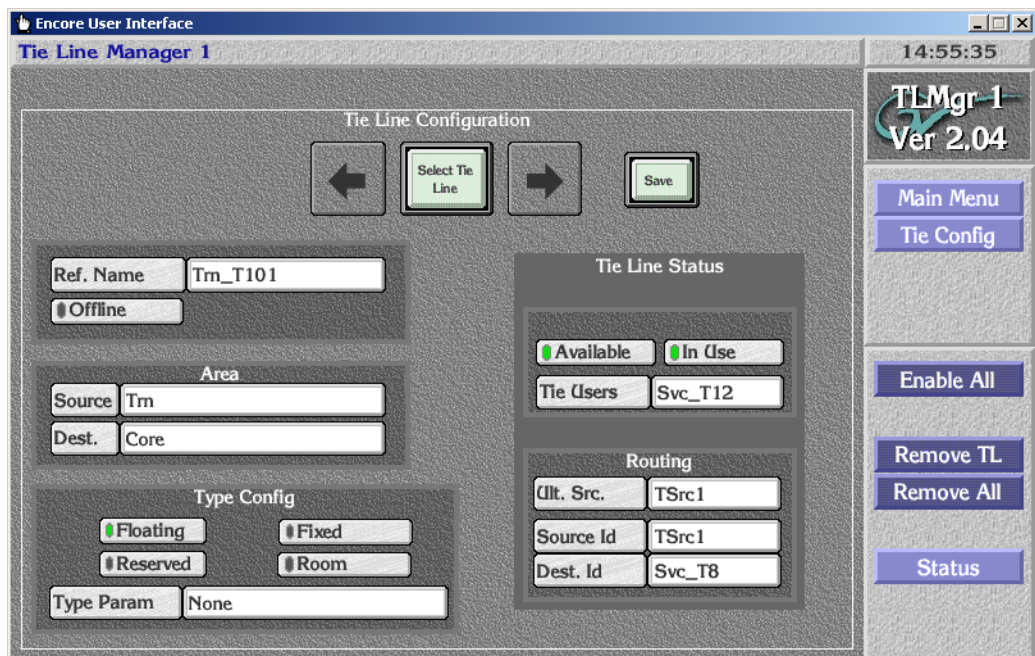 Encore User Interface
Tie Line Manager 1
14:55:35
TLMgr 1
Ver 2.04
Tie Line Configuration
Select Tie
Line
Save
Main Menu
Tie Config
Ref. Name
Trn_T101
Offline
Area
Source
Trn
Dest.
Core
Type Config
Floating
Fixed
Reserved
Room
Type Param
None
Tie Line Status
Available
In Use
Tie Users
Svc_T12
Routing
Ult. Src.
TSrc1
Source Id
TSrc1
Dest. Id
Svc_T8
Enable All
Remove TL
Remove All
Status